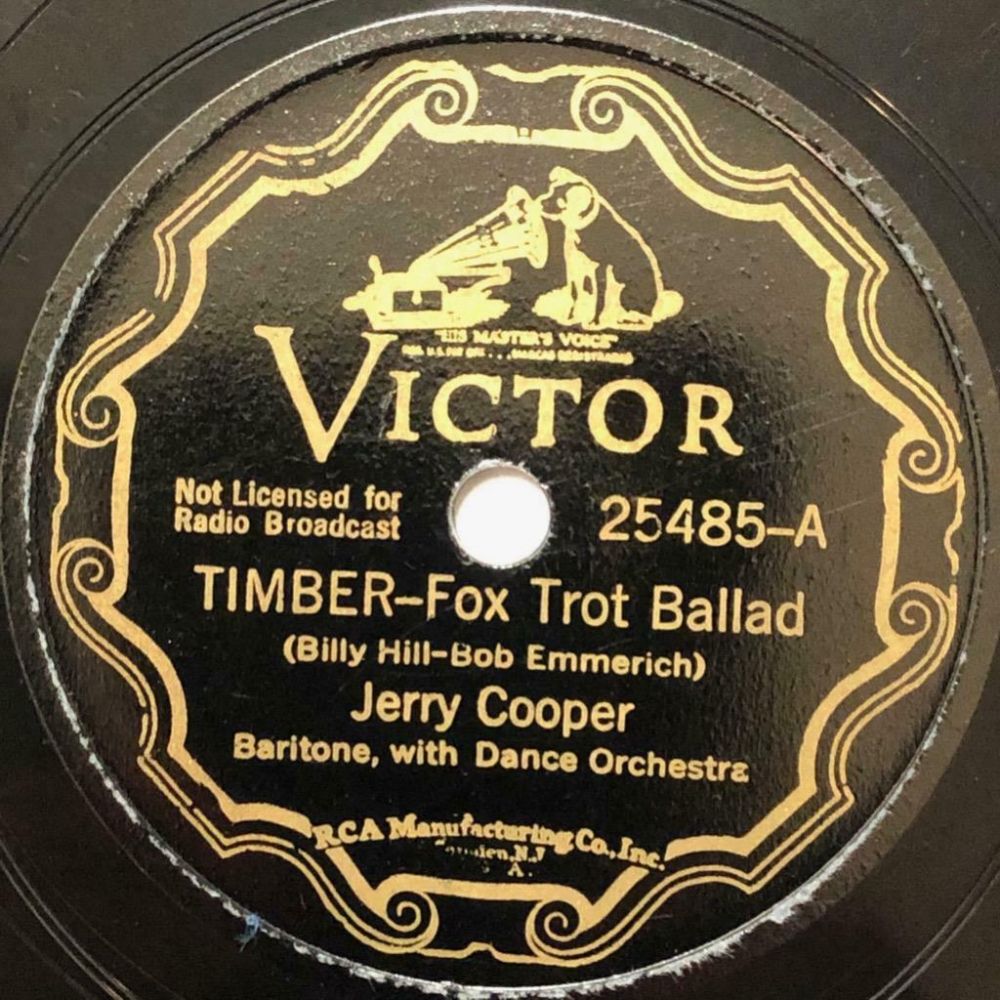 "HIS MASTER'S VOICE"
VICTOR
Not Licensed for
Radio Broadcast
25485-A
TIMBER-Fox Trot Ballad
(Billy Hill-Bob Emmerich)
Jerry Cooper
Baritone, with Dance Orchestra
RCA Manufacturing Co., Inc.